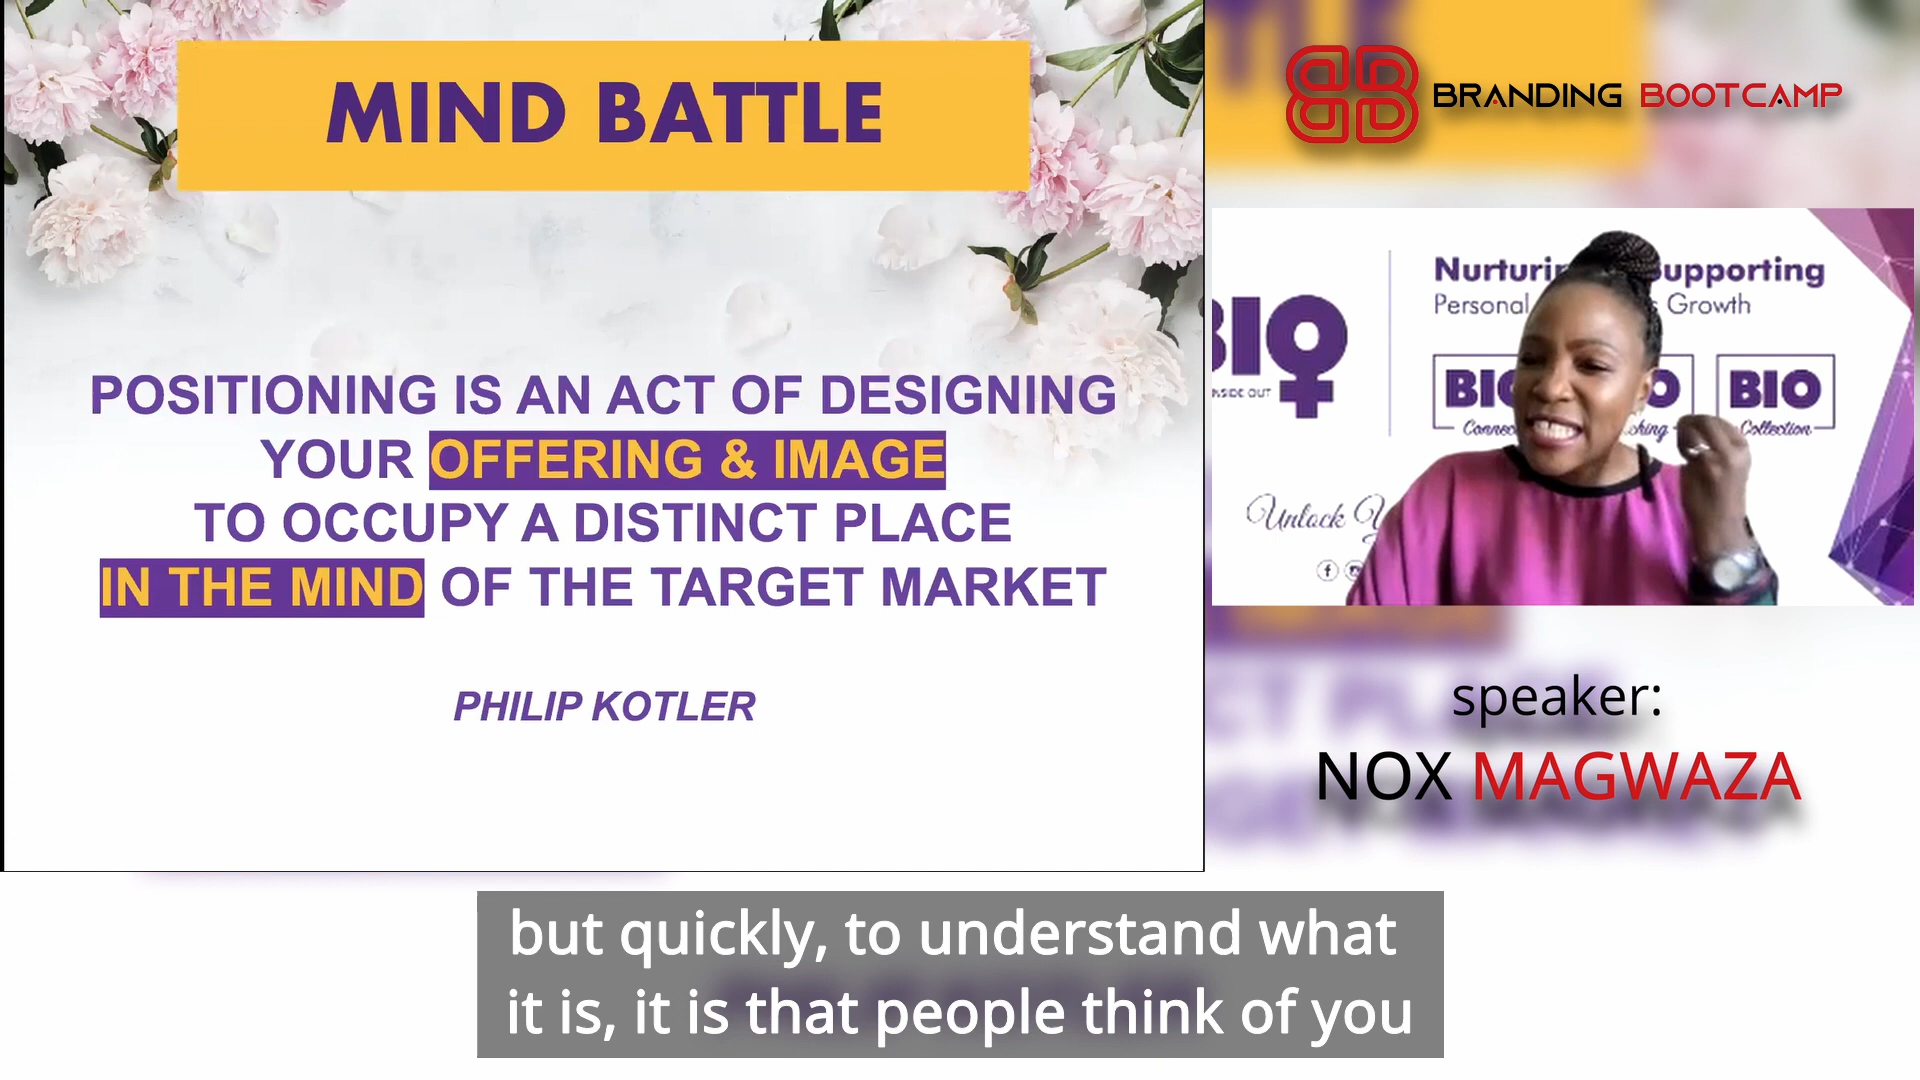 MIND BATTLE
POSITIONING IS AN ACT OF DESIGNING
YOUR OFFERING & IMAGE
TO OCCUPY A DISTINCT PLACE
IN THE MIND OF THE TARGET MARKET
PHILIP KOTLER
BRANDING BOOTCAMP
Personal Growth
BIO
BIO
Collection
Unlock
speaker:
NOX MAGWAZA
but quickly, to understand what
it is, it is that people think of you